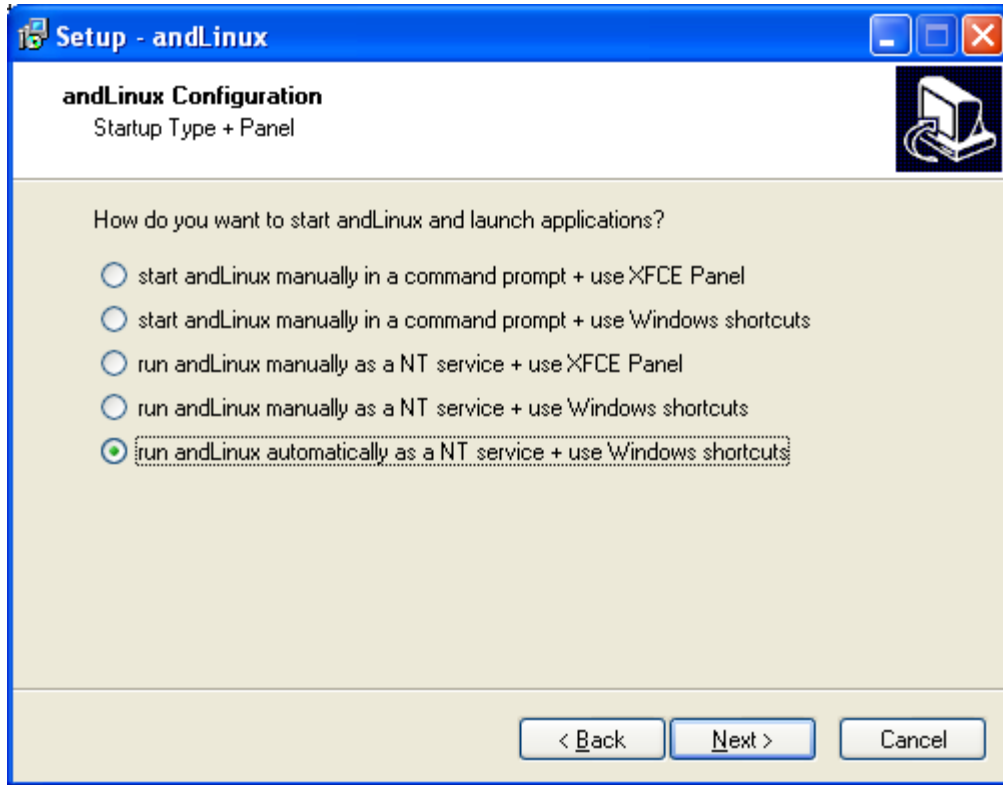 Setup - andLinux
andLinux Configuration
Startup Type + Panel
How do you want to start andLinux and launch applications?
start andLinux manually in a command prompt + use XFCE Panel
start andLinux manually in a command prompt + use Windows shortcuts
run andLinux manually as a NT service + use XFCE Panel
run andLinux manually as a NT service + use Windows shortcuts
run andLinux automatically as a NT service + use Windows shortcuts
< Back
Next >
Cancel